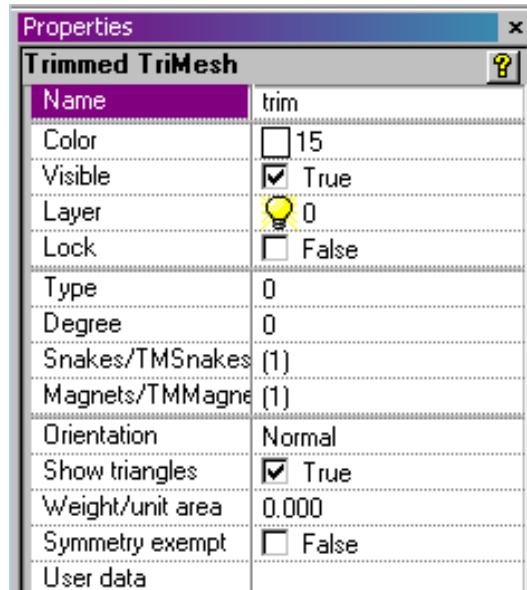 Properties x
Trimmed TriMesh ?
Name trim
Color 15
Visible True
Layer 0
Lock False
Type 0
Degree 0
Snakes/TMSnakes (1)
Magnets/TMMagne (1)
Orientation Normal
Show triangles True
Weight/unit area 0.000
Symmetry exempt False
User data